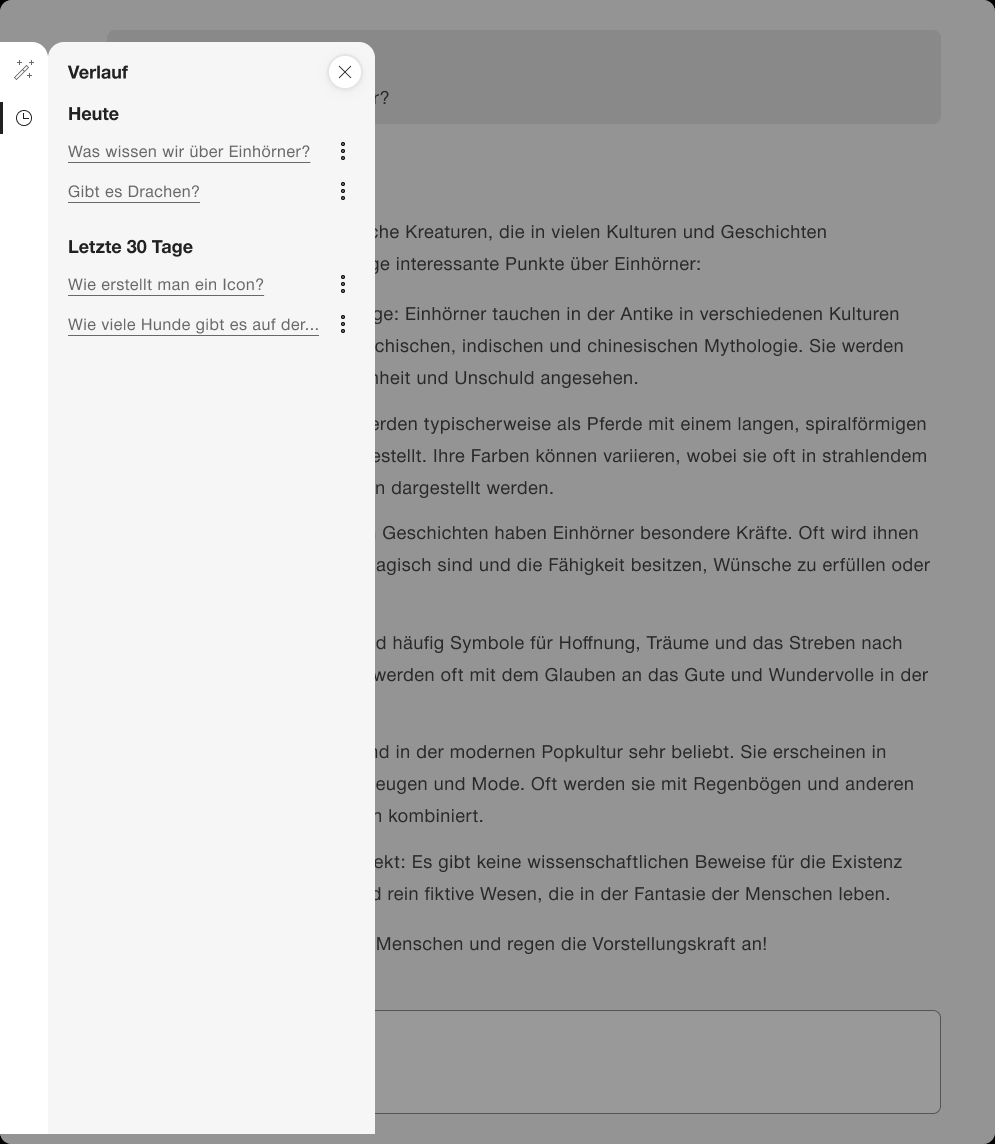 Verlauf
Heute
Was wissen wir über Einhörner?
Gibt es Drachen?
Letzte 30 Tage
Wie erstellt man ein Icon?
Wie viele Hunde gibt es auf der...
r?
che Kreaturen, die in vielen Kulturen und Geschichten
ge interessante Punkte über Einhörner:
ge: Einhörner tauchen in der Antike in verschiedenen Kulturen
chischen, indischen und chinesischen Mythologie. Sie werden
nheit und Unschuld angesehen.
erden typischerweise als Pferde mit einem langen, spiralförmigen
estellt. Ihre Farben können variieren, wobei sie oft in strahlendem
n dargestellt werden.
Geschichten haben Einhörner besondere Kräfte. Oft wird ihnen
agisch sind und die Fähigkeit besitzen, Wünsche zu erfüllen oder
d häufig Symbole für Hoffnung, Träume und das Streben nach
werden oft mit dem Glauben an das Gute und Wundervolle in der
nd in der modernen Popkultur sehr beliebt. Sie erscheinen in
eugen und Mode. Oft werden sie mit Regenbögen und anderen
n kombiniert.
ekt: Es gibt keine wissenschaftlichen Beweise für die Existenz
d rein fiktive Wesen, die in der Fantasie der Menschen leben.
Menschen und regen die Vorstellungskraft an!